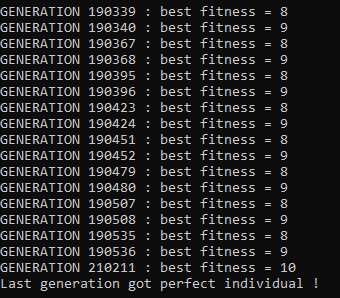 GENERATION 190339 : best fitness = 8
GENERATION 190340 : best fitness = 9
GENERATION 190367 : best fitness = 8
GENERATION 190368 : best fitness = 9
GENERATION 190395 : best fitness = 8
GENERATION 190396 : best fitness = 9
GENERATION 190423 : best fitness = 8
GENERATION 190424 : best fitness = 9
GENERATION 190451 : best fitness = 8
GENERATION 190452 : best fitness = 9
GENERATION 190479 : best fitness = 8
GENERATION 190480 : best fitness = 9
GENERATION 190507 : best fitness = 8
GENERATION 190508 : best fitness = 9
GENERATION 190535 : best fitness = 8
GENERATION 190536 : best fitness = 9
GENERATION 210211 : best fitness = 10
Last generation got perfect individual !